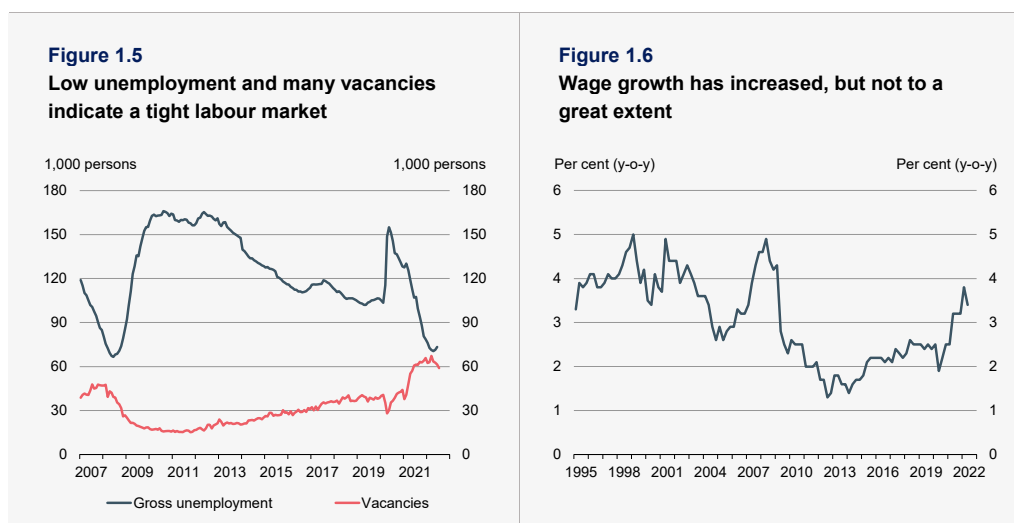 Figure 1.5
Low unemployment and many vacancies
indicate a tight labour market
1,000 persons 1,000 persons
180 180
150 150
120 120
90 90
60 60
30 30
0 0
2007 2009 2011 2013 2015 2017 2019 2021
Gross unemployment Vacancies
Figure 1.6
Wage growth has increased, but not to a
great extent
Per cent (y-o-y) Per cent (y-o-y)
6 6
5 5
4 4
3 3
2 2
1 1
0 0
1995 1998 2001 2004 2007 2010 2013 2016 2019 2022